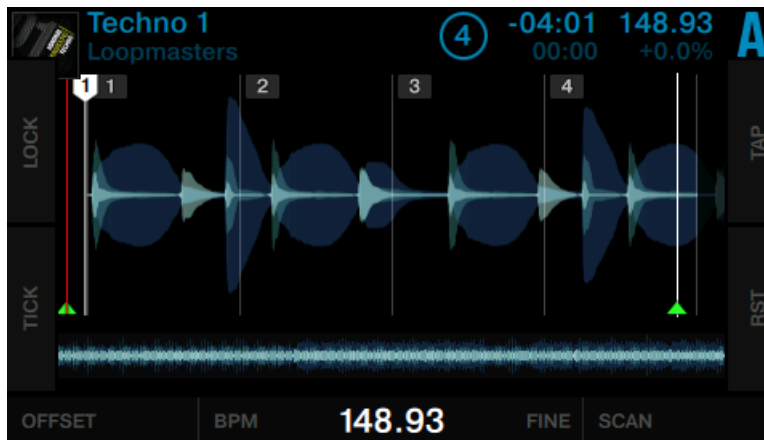 Techno 1
Loopmasters
4
-04:01 148.93
00:00 +0.0%
A
LOCK
TICK
1 1 2 3 4
TAP
RST
OFFSET BPM 148.93 FINE SCAN